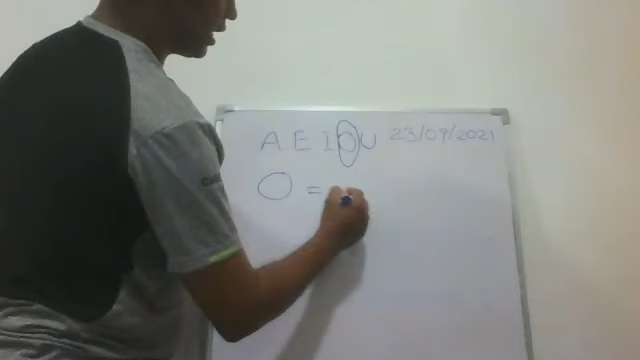 A E I O U 23/09/2021
O =